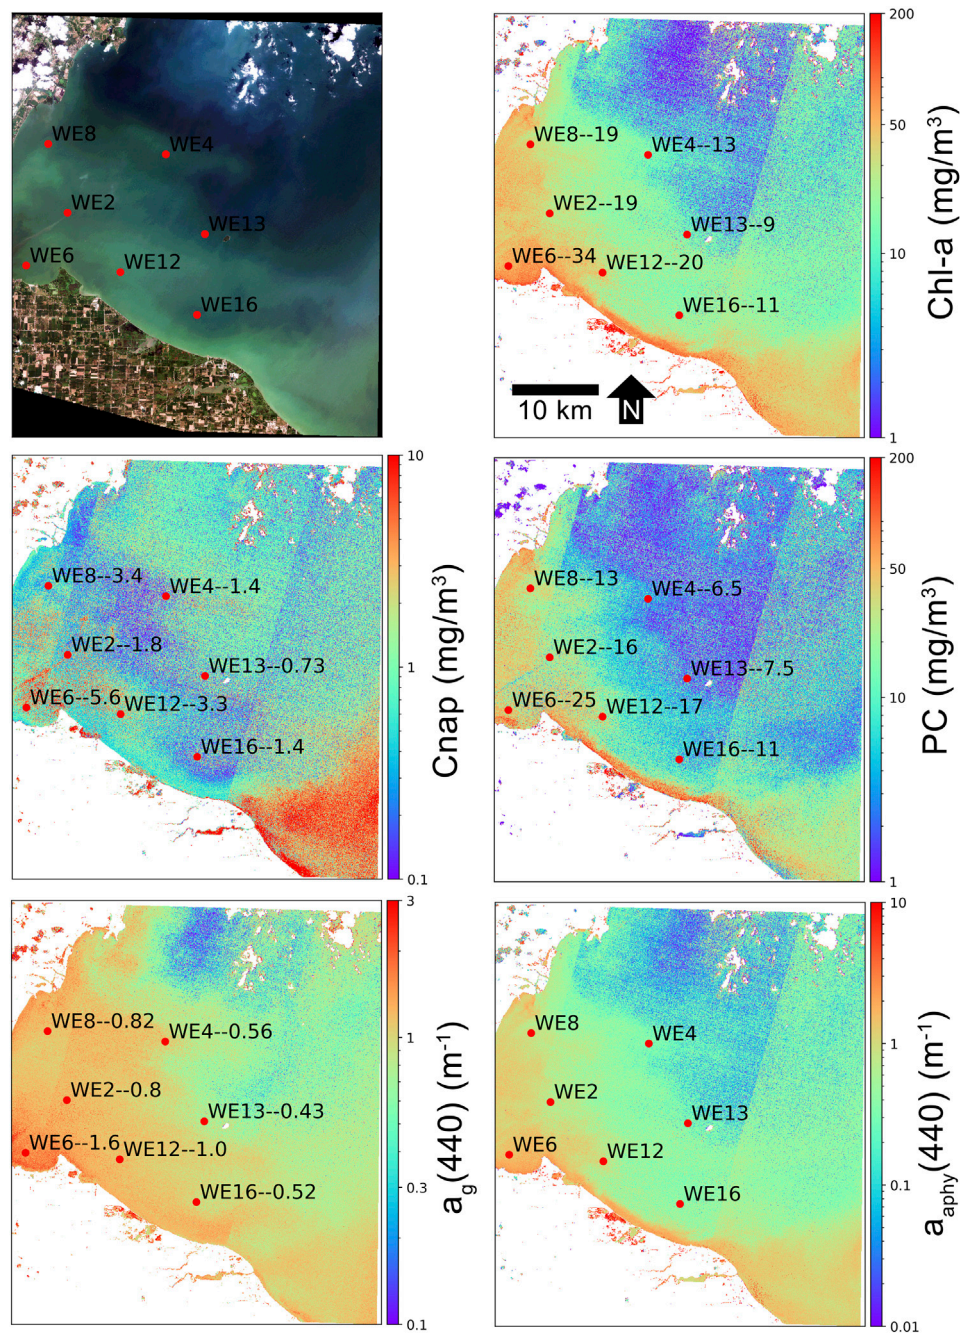 WE8
WE4
WE2
WE13
WE6
WE12
WE16
200
50
10
1
Chl-a (mg/m³)
WE8--19
WE4--13
WE2--19
WE13--9
WE6--34
WE12--20
WE16--11
10 km
N
10
1
0.1
Cnap (mg/m³)
WE8--3.4
WE4--1.4
WE2--1.8
WE13--0.73
WE6--5.6
WE12--3.3
WE16--1.4
200
50
10
1
PC (mg/m³)
WE8--13
WE4--6.5
WE2--16
WE13--7.5
WE6--25
WE12--17
WE16--11
3
1
0.3
0.1
a_g(440) (m⁻¹)
WE8--0.82
WE4--0.56
WE2--0.8
WE13--0.43
WE6--1.6
WE12--1.0
WE16--0.52
10
1
0.1
0.01
a_aphy(440) (m⁻¹)
WE8
WE4
WE2
WE13
WE6
WE12
WE16